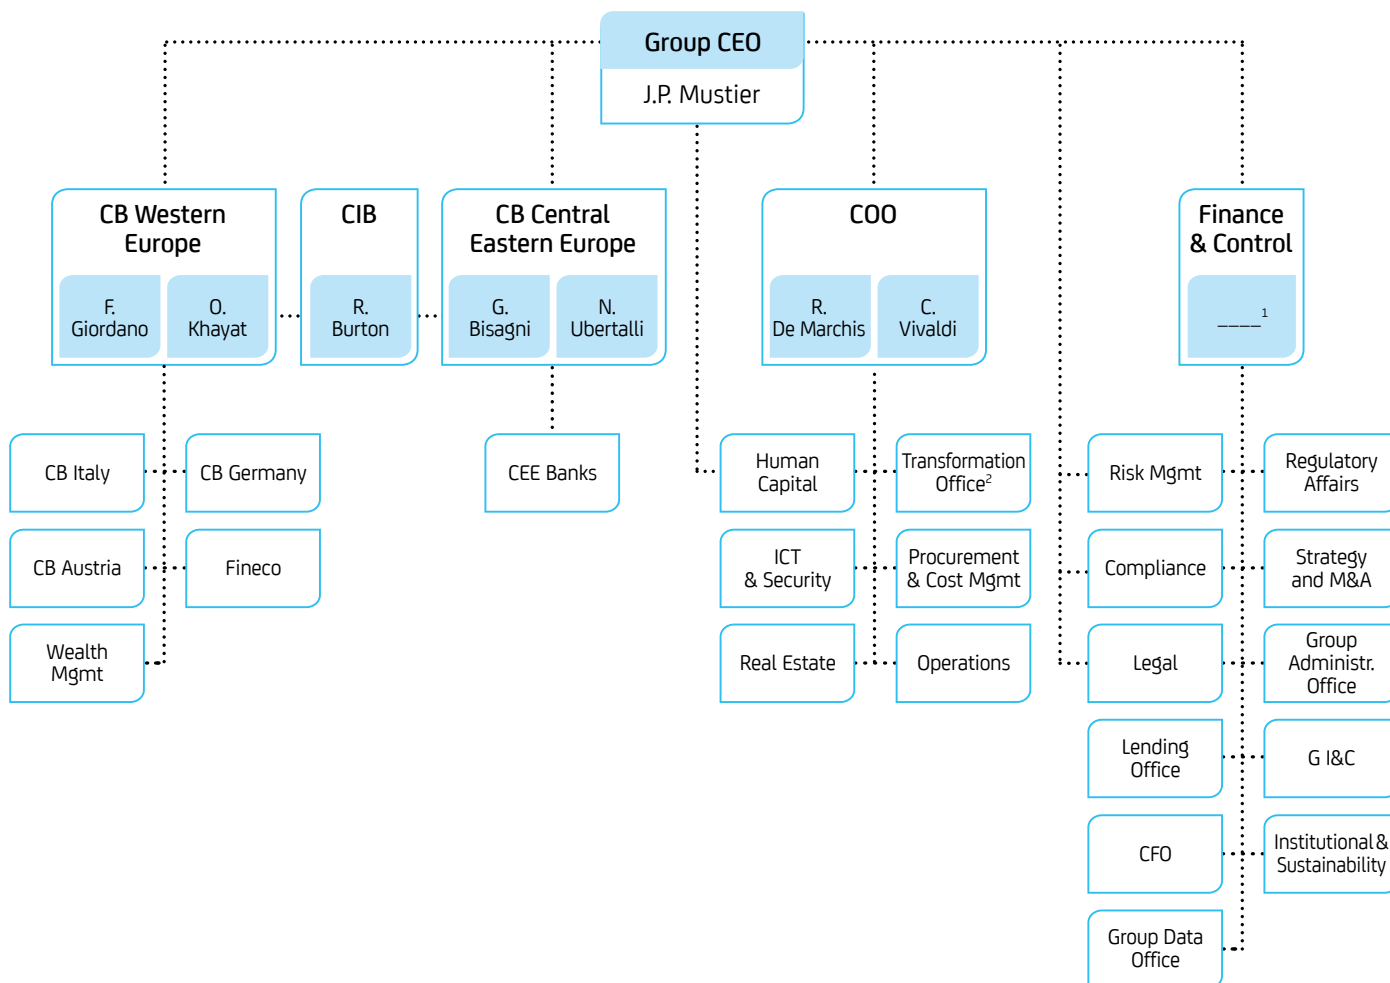 Group CEO
J.P. Mustier
CB Western
Europe
F.
Giordano
O.
Khayat
CIB
R.
Burton
CB Central
Eastern Europe
G.
Bisagni
N.
Ubertalli
COO
R.
De Marchis
C.
Vivaldi
Finance
& Control
____1
CB Italy
CB Germany
CB Austria
Fineco
Wealth
Mgmt
CEE Banks
Human
Capital
Transformation
Office2
ICT
& Security
Procurement
& Cost Mgmt
Real Estate
Operations
Risk Mgmt
Regulatory
Affairs
Compliance
Strategy
and M&A
Legal
Group
Administr.
Office
Lending
Office
G I&C
CFO
Institutional &
Sustainability
Group Data
Office